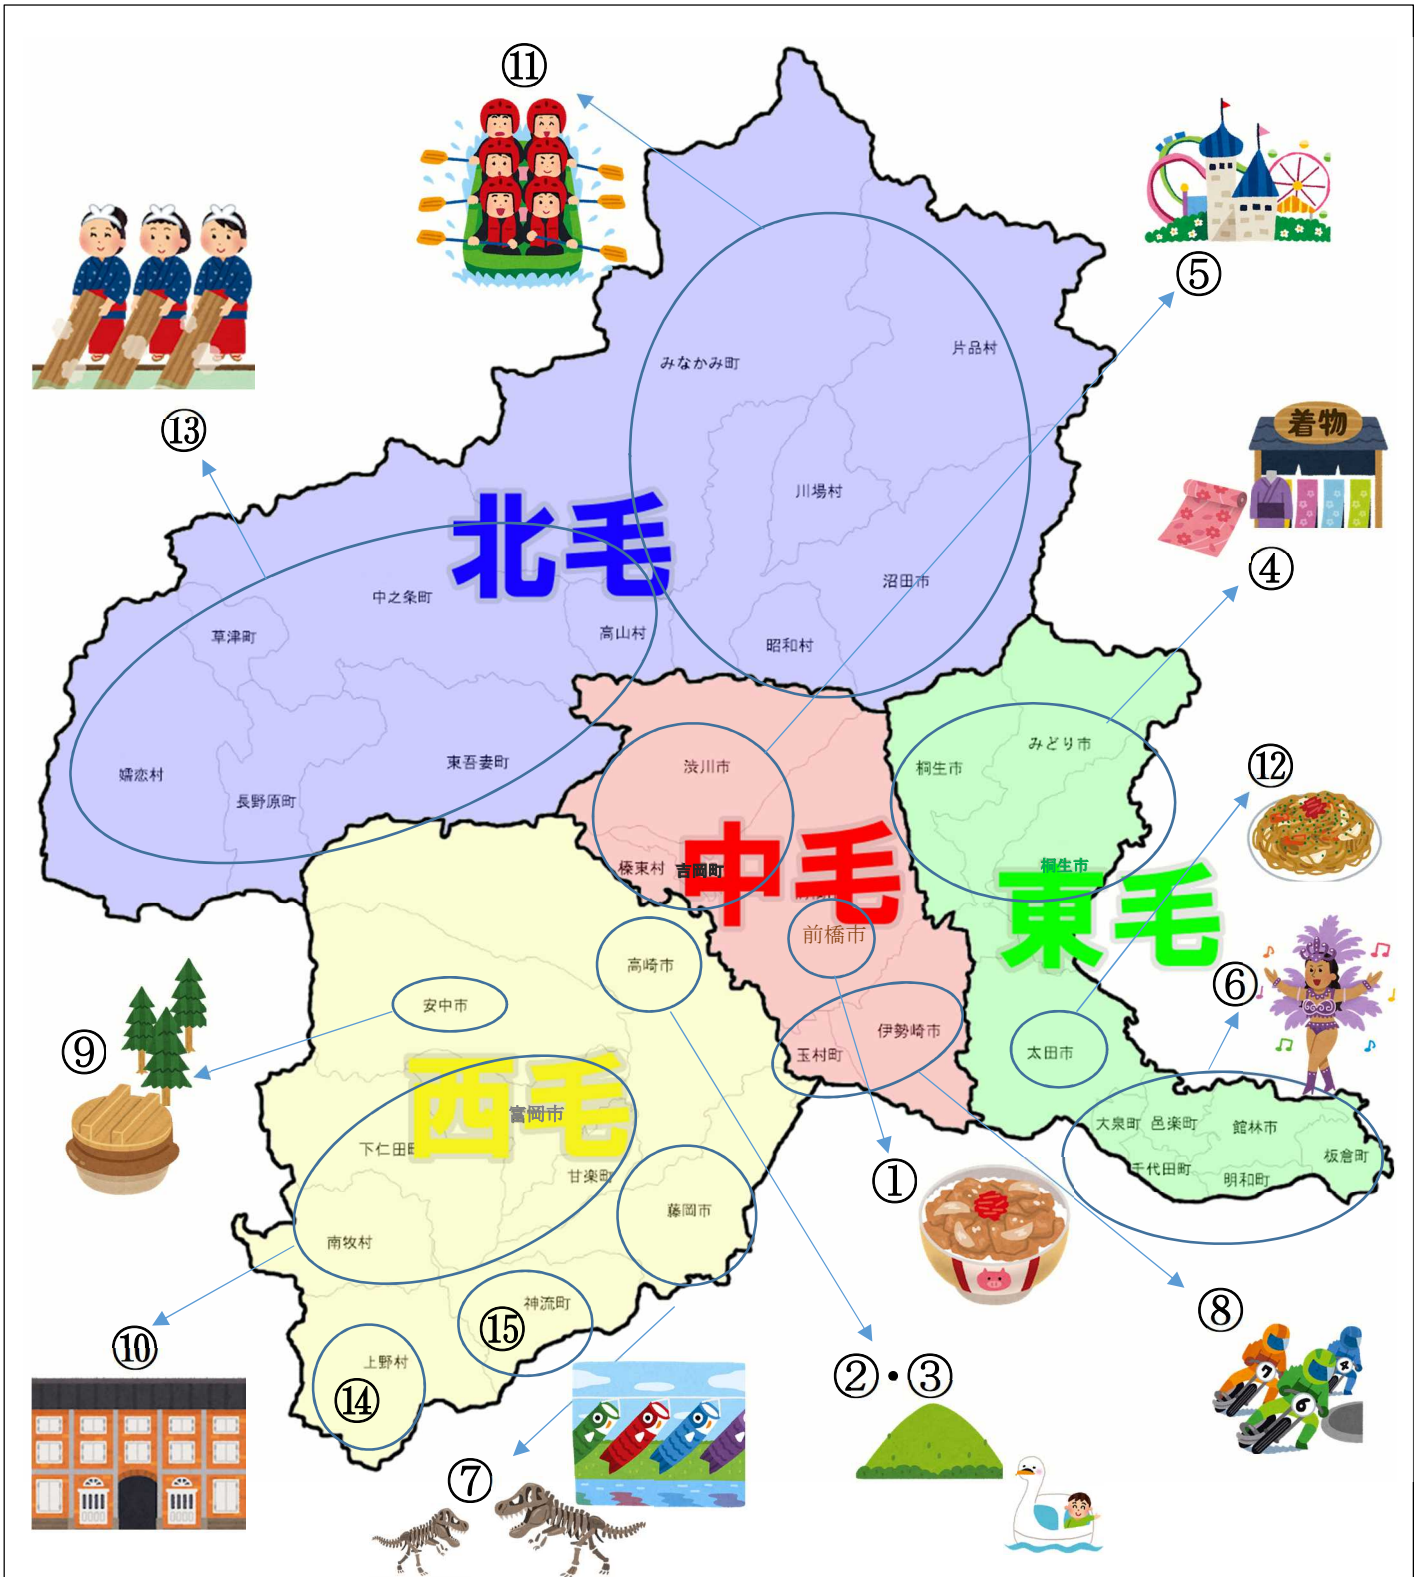 ⑪
⑤
⑬
着物
みなかみ町
片品村
川場村
北毛
④
沼田市
中之条町
草津町
高山村
昭和村
みどり市
渋川市
桐生市
⑫
東吾妻町
嬬恋村
長野原町
榛東村
吉岡町
中毛
桐生市
東毛
前橋市
高崎市
⑥
安中市
伊勢崎市
⑨
玉村町
太田市
西毛
富岡市
大泉町
邑楽町
館林市
下仁田町
千代田町
板倉町
甘楽町
明和町
①
藤岡市
南牧村
神流町
⑮
⑧
⑩
上野村
②・③
⑭
7
4
6
⑦